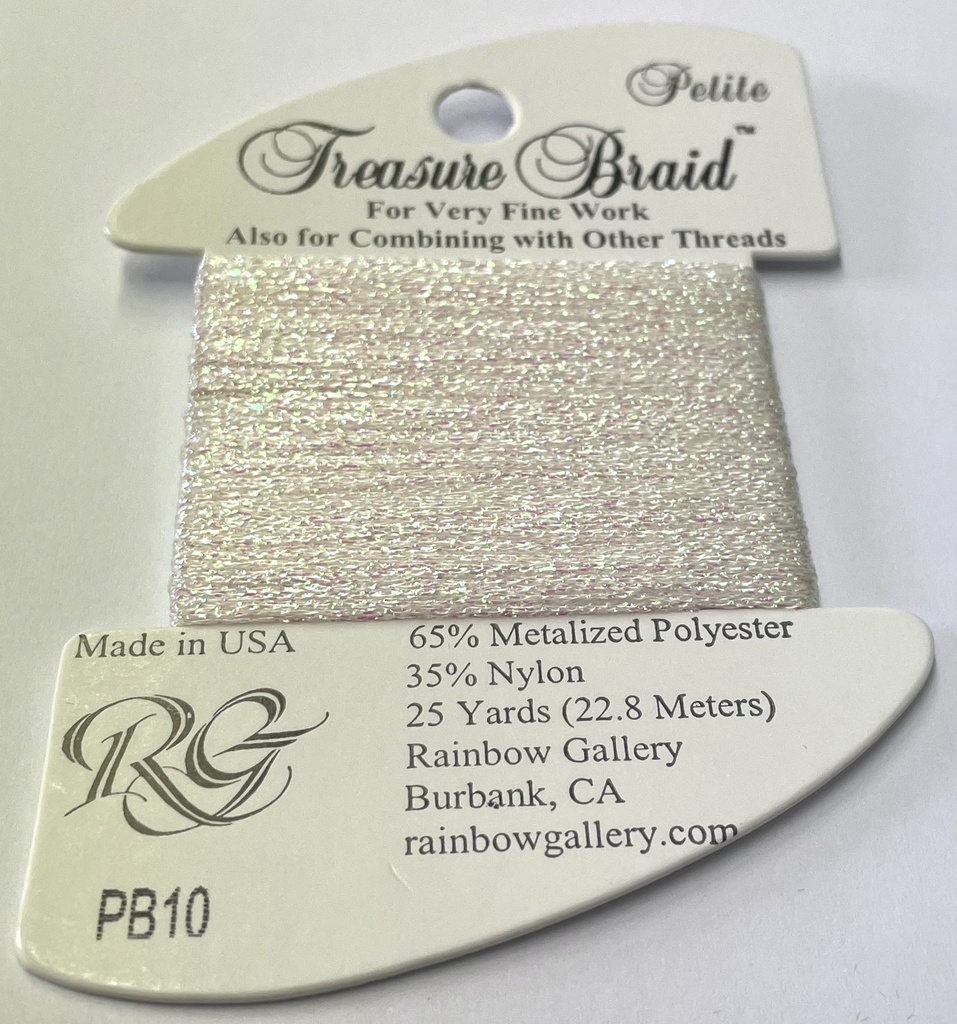 Petite
Treasure Braid™
For Very Fine Work
Also for Combining with Other Threads
Made in USA
RG
PB10
65% Metalized Polyester
35% Nylon
25 Yards (22.8 Meters)
Rainbow Gallery
Burbank, CA
rainbowgallery.com